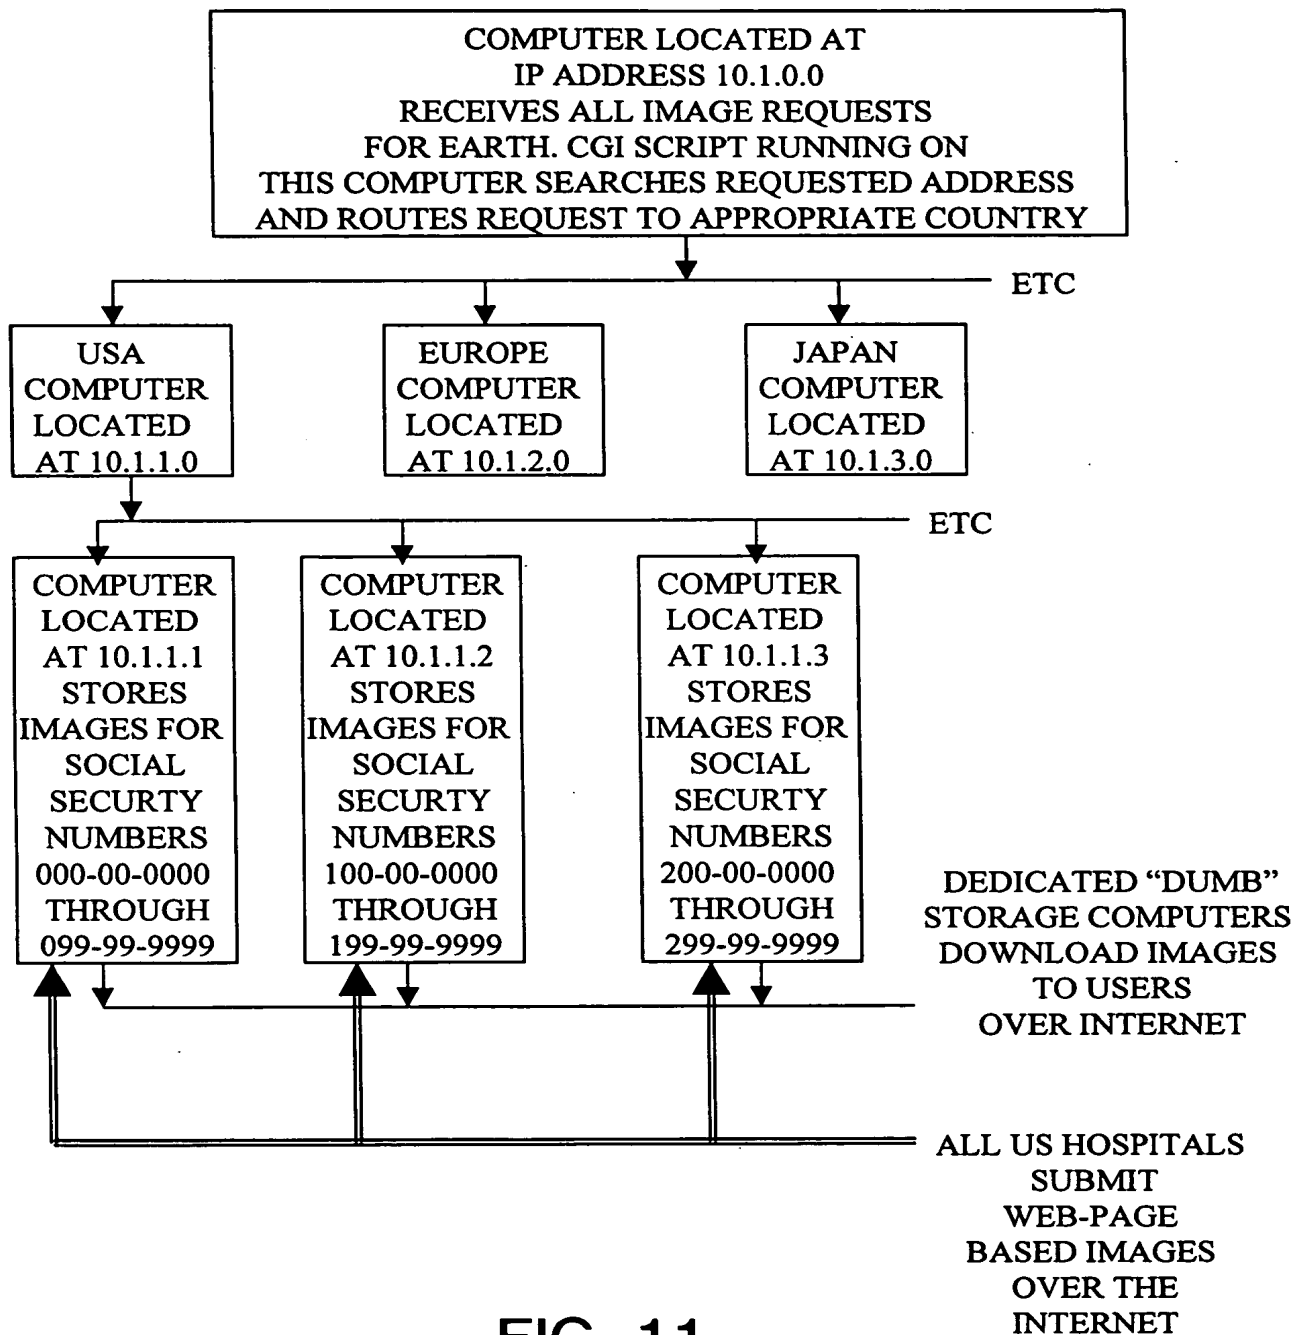 COMPUTER LOCATED AT
IP ADDRESS 10.1.0.0
RECEIVES ALL IMAGE REQUESTS
FOR EARTH. CGI SCRIPT RUNNING ON
THIS COMPUTER SEARCHES REQUESTED ADDRESS
AND ROUTES REQUEST TO APPROPRIATE COUNTRY
ETC
USA
COMPUTER
LOCATED
AT 10.1.1.0
EUROPE
COMPUTER
LOCATED
AT 10.1.2.0
JAPAN
COMPUTER
LOCATED
AT 10.1.3.0
ETC
COMPUTER
LOCATED
AT 10.1.1.1
STORES
IMAGES FOR
SOCIAL
SECURTY
NUMBERS
000-00-0000
THROUGH
099-99-9999
COMPUTER
LOCATED
AT 10.1.1.2
STORES
IMAGES FOR
SOCIAL
SECURTY
NUMBERS
100-00-0000
THROUGH
199-99-9999
COMPUTER
LOCATED
AT 10.1.1.3
STORES
IMAGES FOR
SOCIAL
SECURTY
NUMBERS
200-00-0000
THROUGH
299-99-9999
DEDICATED “DUMB”
STORAGE COMPUTERS
DOWNLOAD IMAGES
TO USERS
OVER INTERNET
ALL US HOSPITALS
SUBMIT
WEB-PAGE
BASED IMAGES
OVER THE
INTERNET
FIG. 11